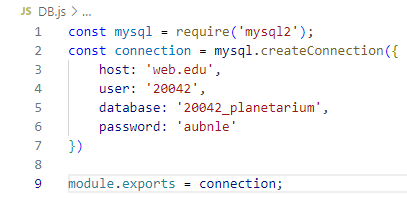 DB.js > ...
1 const mysql = require('mysql2');
2 const connection = mysql.createConnection({
3 host: 'web.edu',
4 user: '20042',
5 database: '20042_planetarium',
6 password: 'aubnle'
7 })
8
9 module.exports = connection;